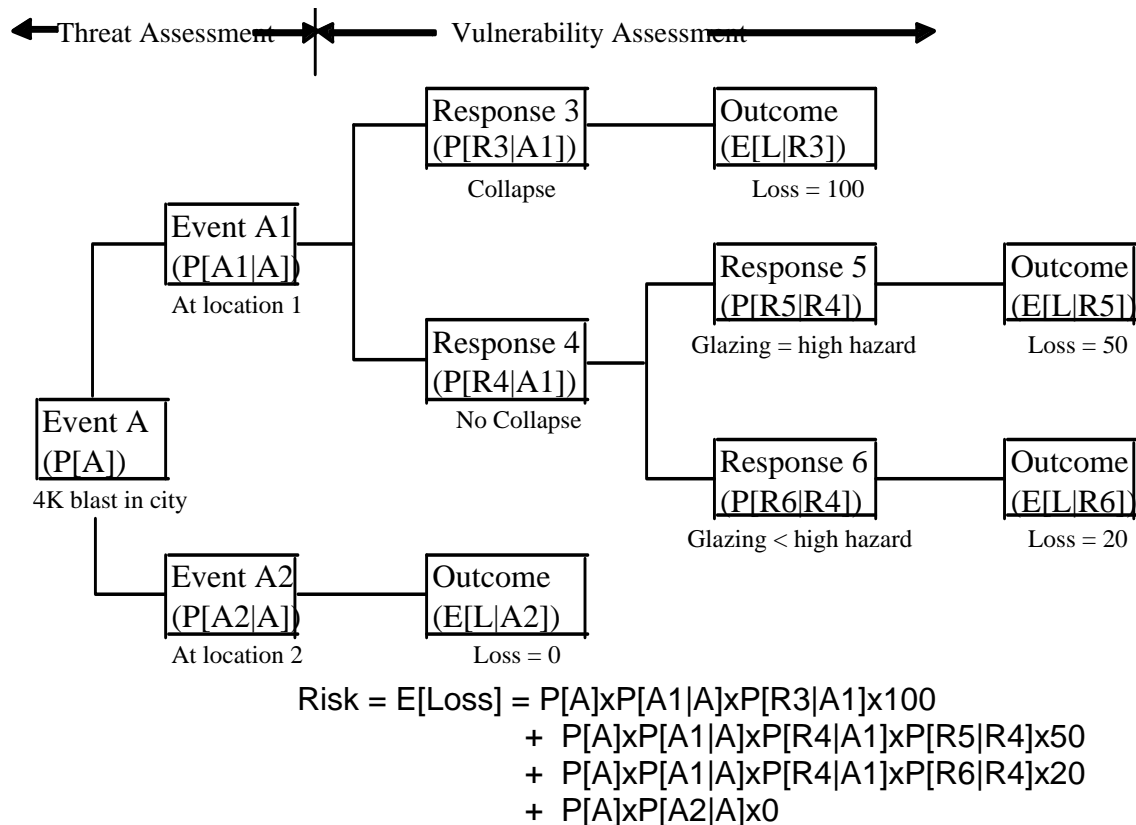 Threat Assessment
Vulnerability Assessment
Response 3
(P[R3|A1])
Collapse
Outcome
(E[L|R3])
Loss = 100
Event A1
(P[A1|A])
At location 1
Response 5
(P[R5|R4])
Glazing = high hazard
Outcome
(E[L|R5])
Loss = 50
Response 4
(P[R4|A1])
No Collapse
Event A
(P[A])
4K blast in city
Response 6
(P[R6|R4])
Glazing < high hazard
Outcome
(E[L|R6])
Loss = 20
Event A2
(P[A2|A])
At location 2
Outcome
(E[L|A2])
Loss = 0
Risk = E[Loss] = P[A]xP[A1|A]xP[R3|A1]x100
+ P[A]xP[A1|A]xP[R4|A1]xP[R5|R4]x50
+ P[A]xP[A1|A]xP[R4|A1]xP[R6|R4]x20
+ P[A]xP[A2|A]x0